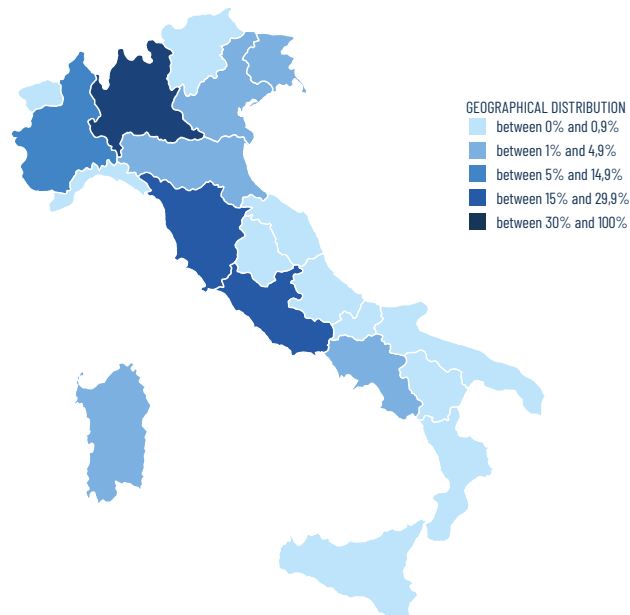 GEOGRAPHICAL DISTRIBUTION
between 0% and 0,9%
between 1% and 4,9%
between 5% and 14,9%
between 15% and 29,9%
between 30% and 100%